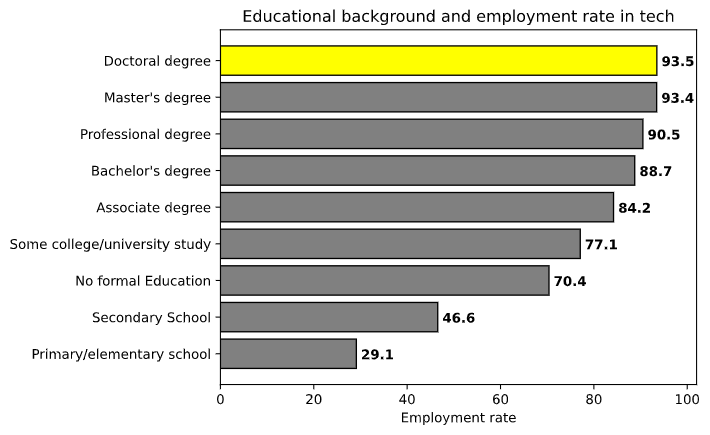 Educational background and employment rate in tech
Doctoral degree 93.5
Master's degree 93.4
Professional degree 90.5
Bachelor's degree 88.7
Associate degree 84.2
Some college/university study 77.1
No formal Education 70.4
Secondary School 46.6
Primary/elementary school 29.1
0 20 40 60 80 100
Employment rate